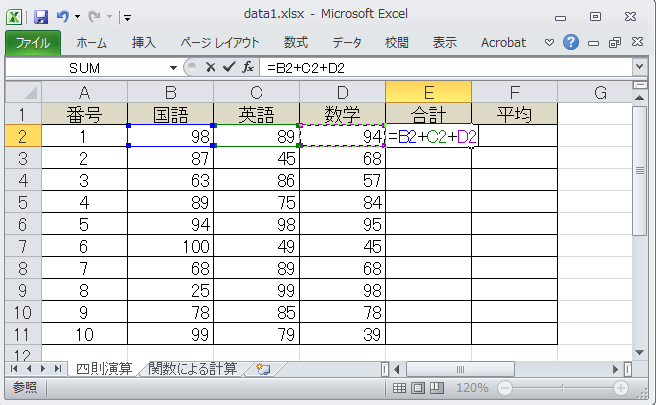 data1.xlsx - Microsoft Excel
ファイル ホーム 挿入 ページ レイアウト 数式 データ 校閲 表示 Acrobat
SUM fx =B2+C2+D2
A B C D E F G
1 番号 国語 英語 数学 合計 平均
2 1 98 89 94 =B2+C2+D2
3 2 87 45 68
4 3 63 86 57
5 4 89 75 84
6 5 94 98 95
7 6 100 49 45
8 7 68 89 68
9 8 25 99 98
10 9 78 85 78
11 10 99 79 39
12
四則演算 関数による計算
参照 120%